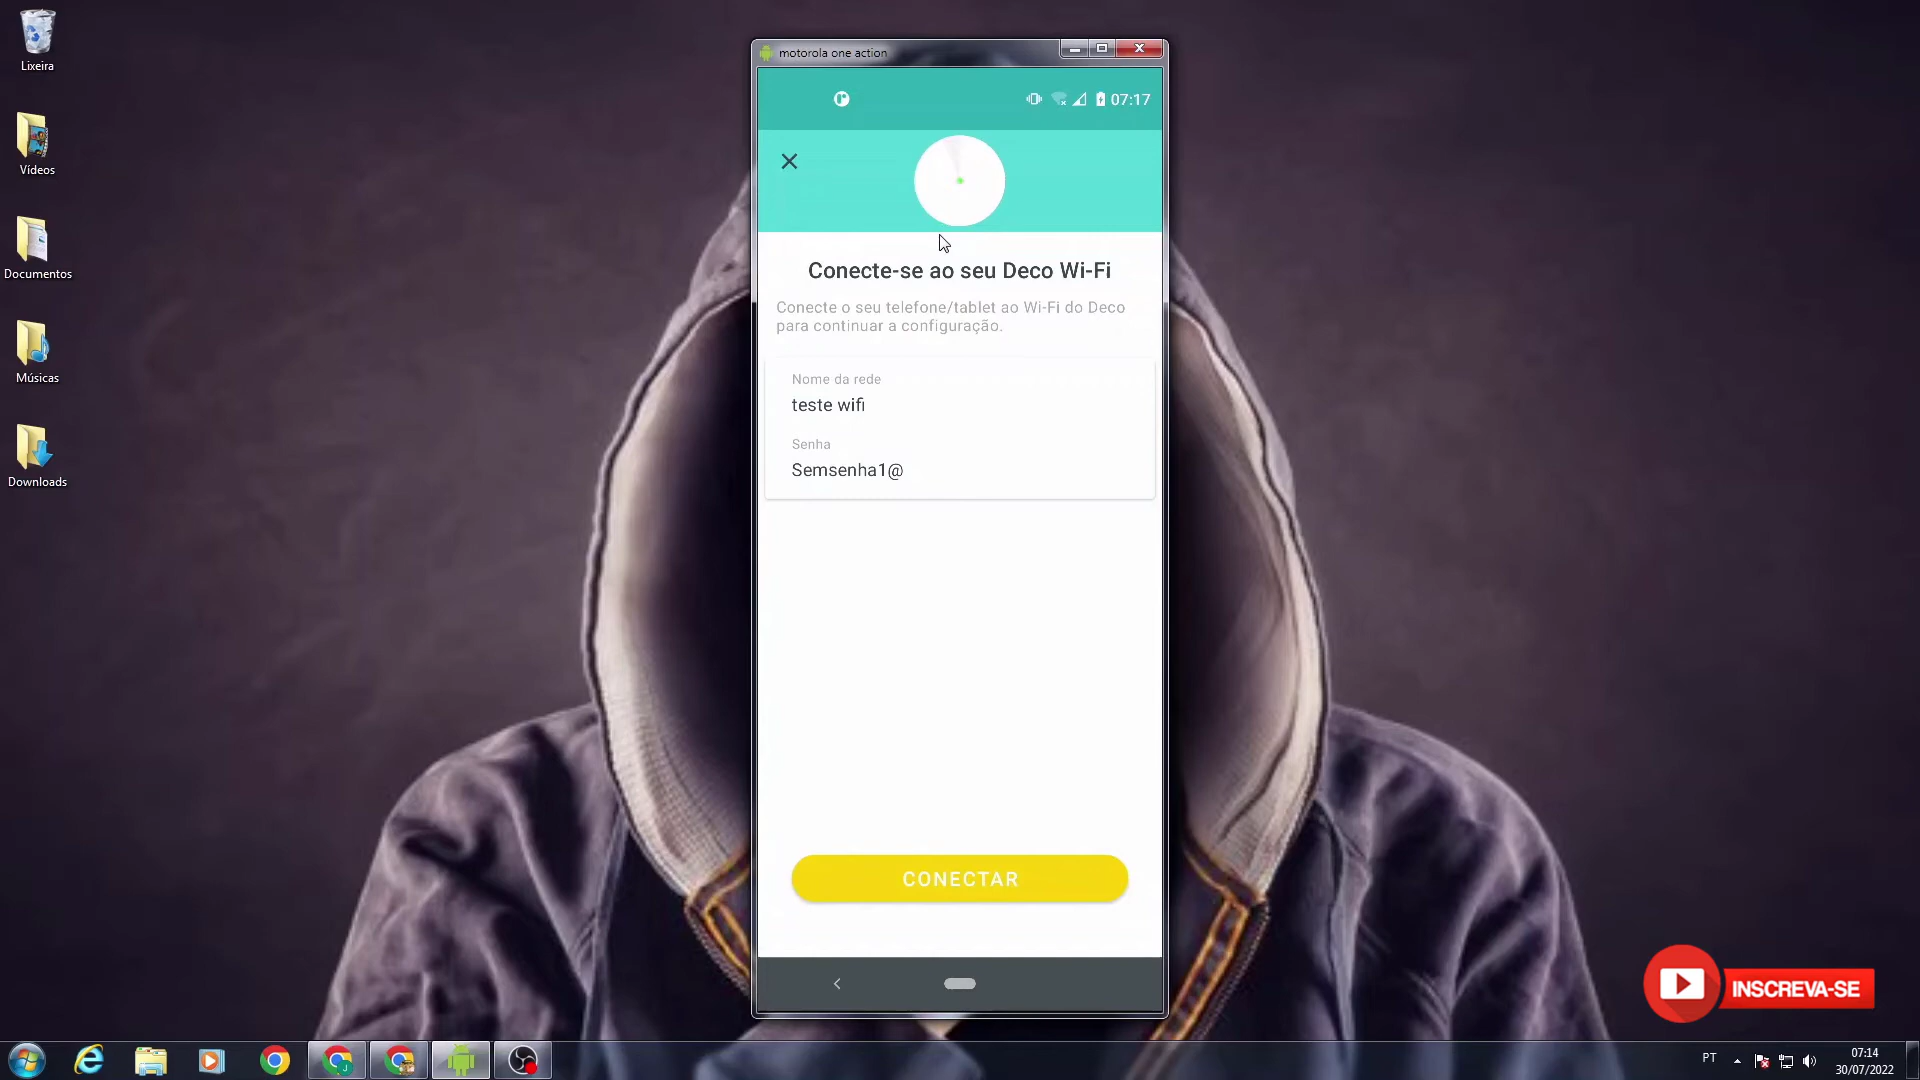 Lixeira
Vídeos
Documentos
Músicas
Downloads
motorola one action
07:17
Conecte-se ao seu Deco Wi-Fi
Conecte o seu telefone/tablet ao Wi-Fi do Deco
para continuar a configuração.
Nome da rede
teste wifi
Senha
Semsenha1@
CONECTAR
INSCREVA-SE
PT
07:14
30/07/2022